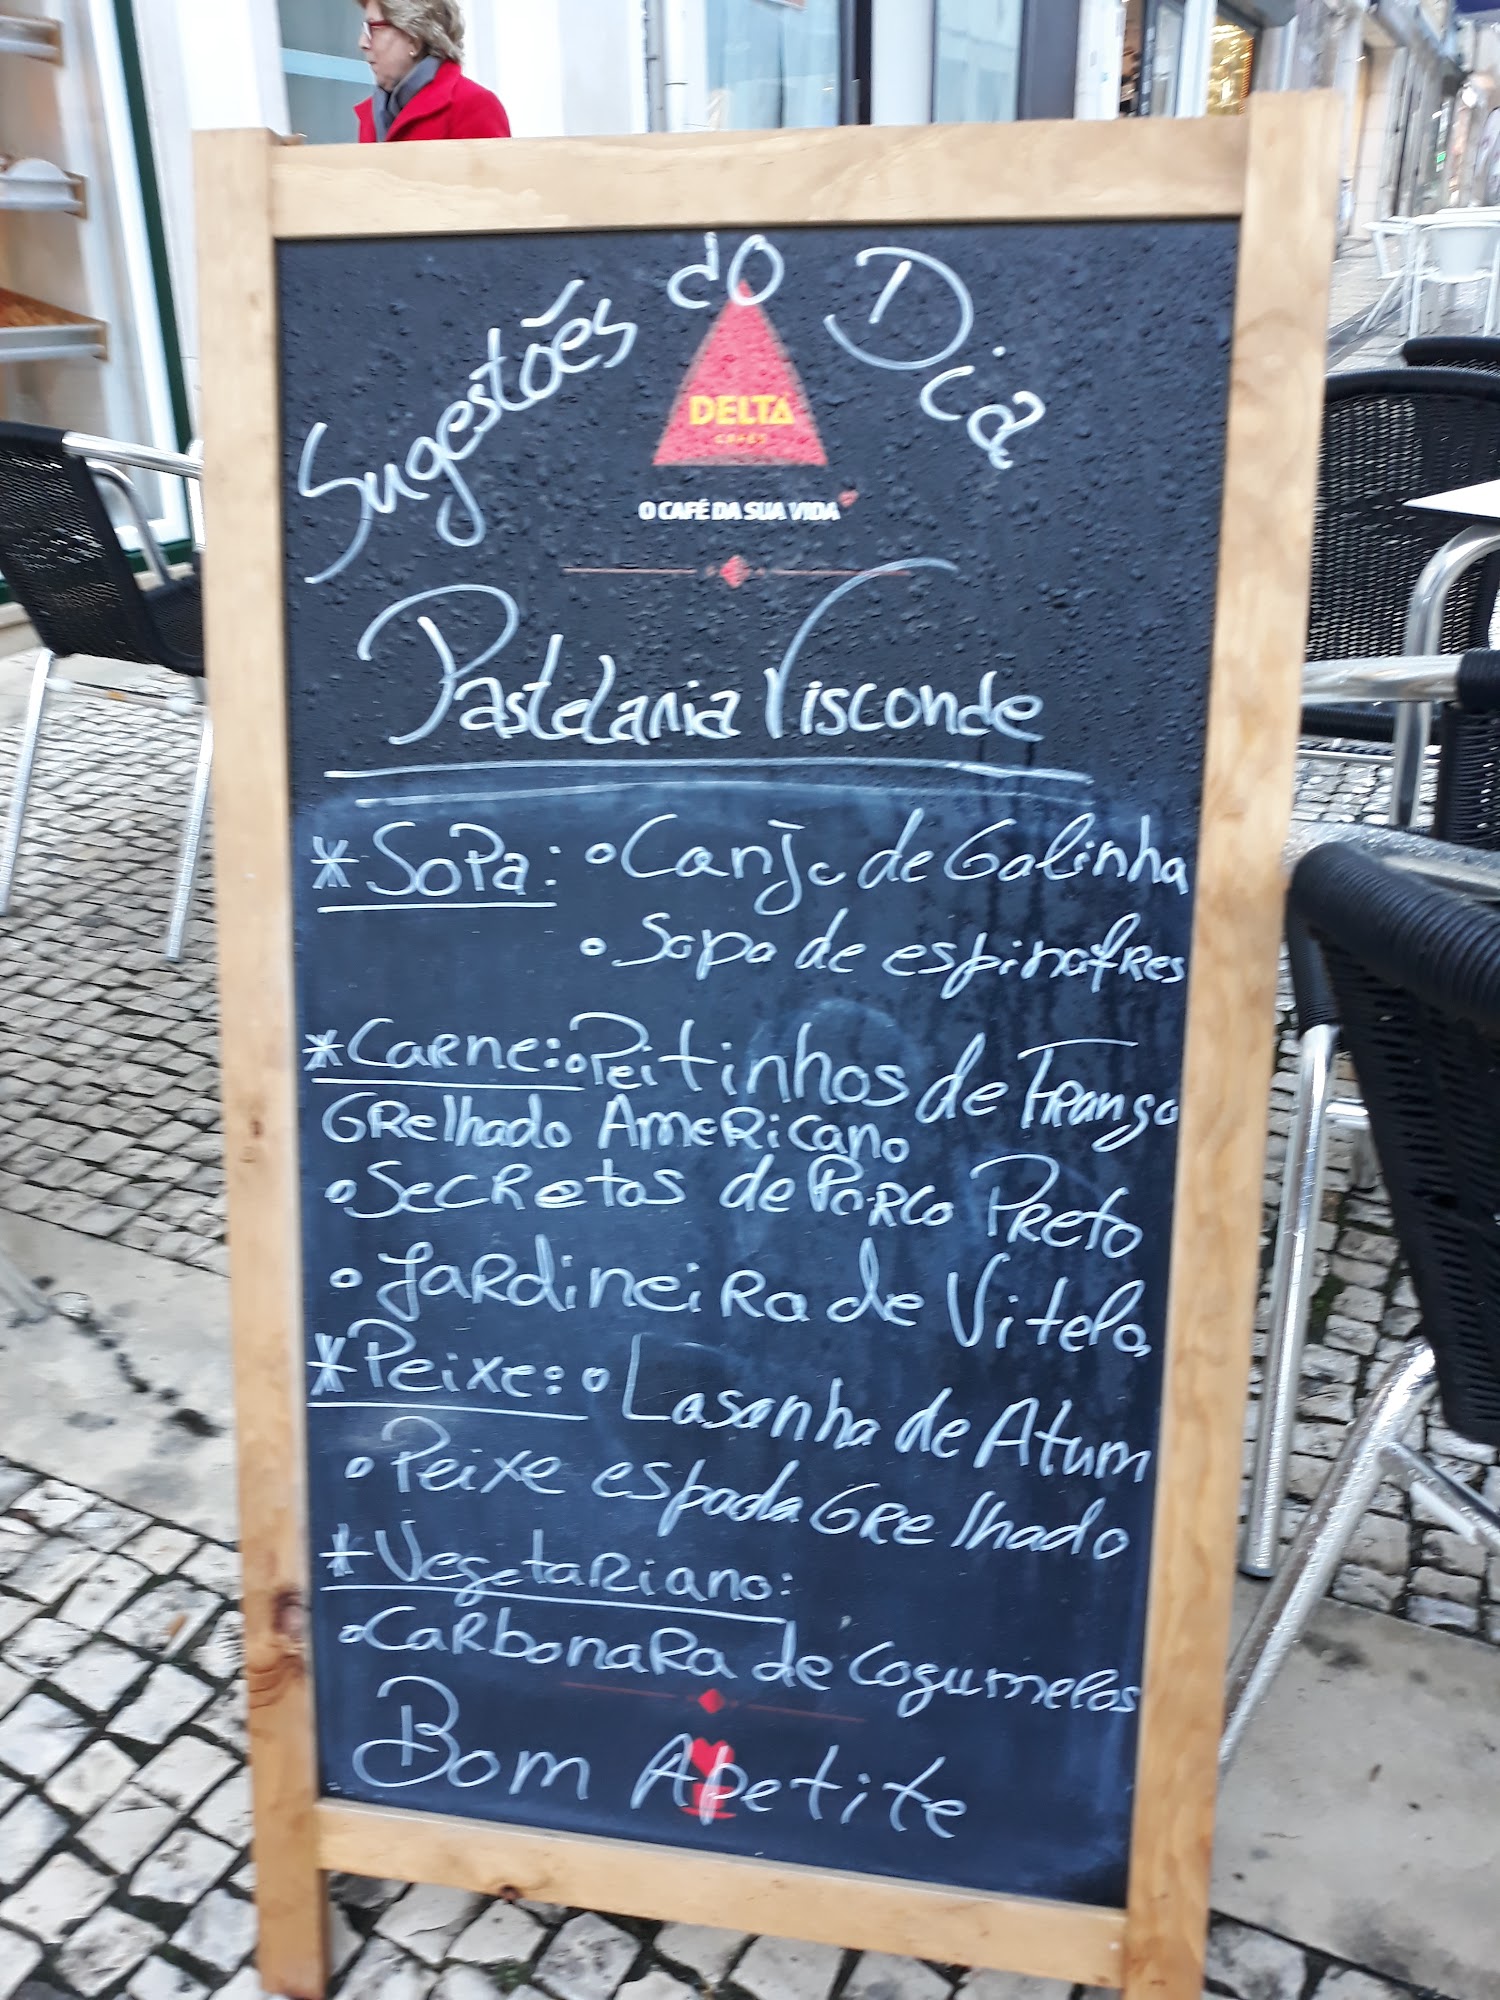 Sugestões do Dia
DELTA
CAFÉS
O CAFÉ DA SUA VIDA
Pastelaria Visconde
*Sopa: • Canja de Galinha
• Sopa de espinafres
*Carne: • Peitinhos de Frango
Grelhado Americano
• Secretos de Porco Preto
• Jardineira de Vitela
*Peixe: • Lasanha de Atum
• Peixe espada Grelhado
*Vegetariano:
• Carbonara de Cogumelos
Bom Apetite